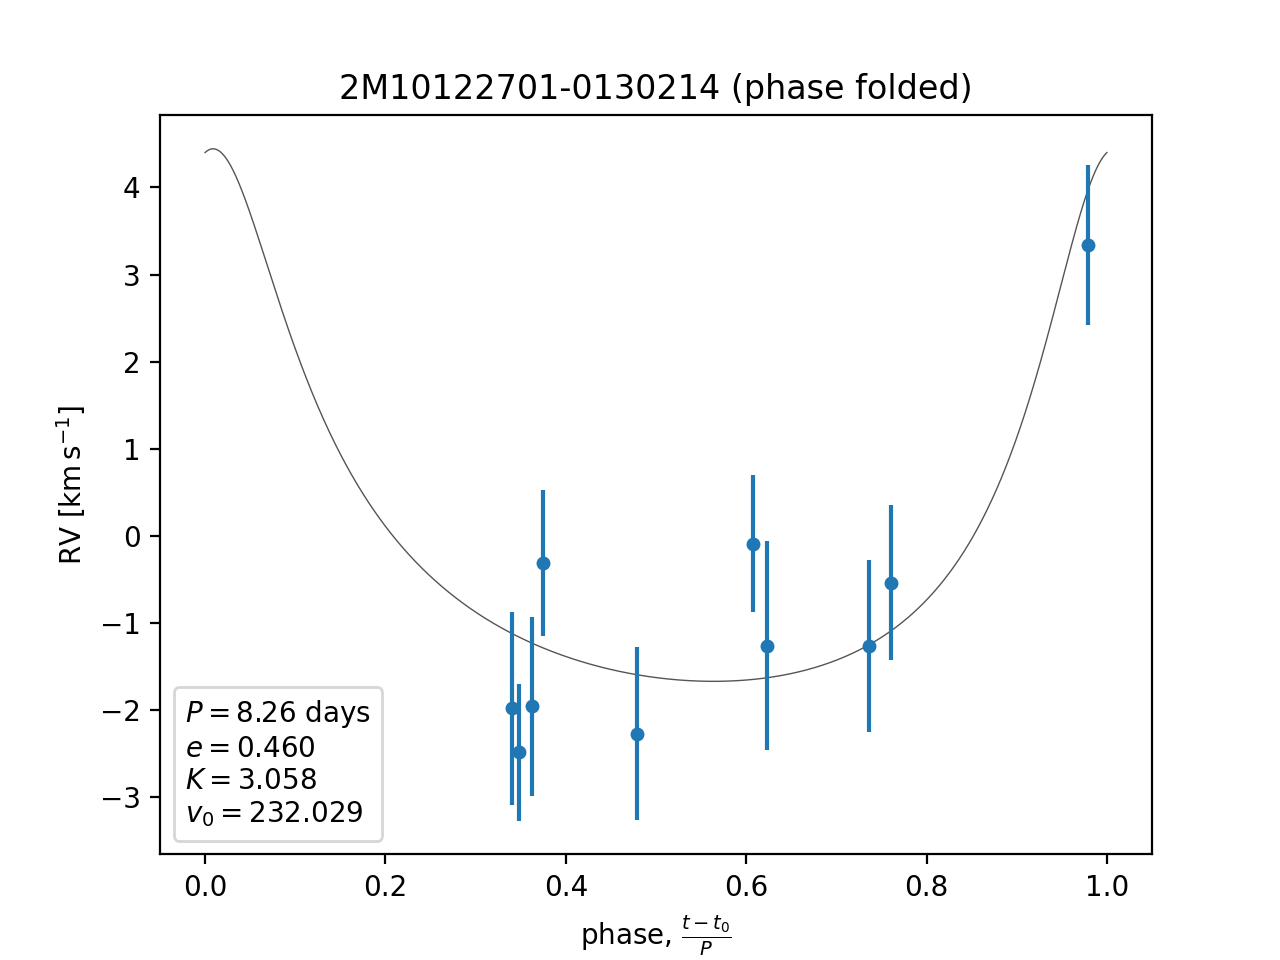 2M10122701-0130214 (phase folded)
RV [km s⁻¹]
4
3
2
1
0
−1
−2
−3
P = 8.26 days
e = 0.460
K = 3.058
v₀ = 232.029
0.0 0.2 0.4 0.6 0.8 1.0
phase, (t − t₀)/P